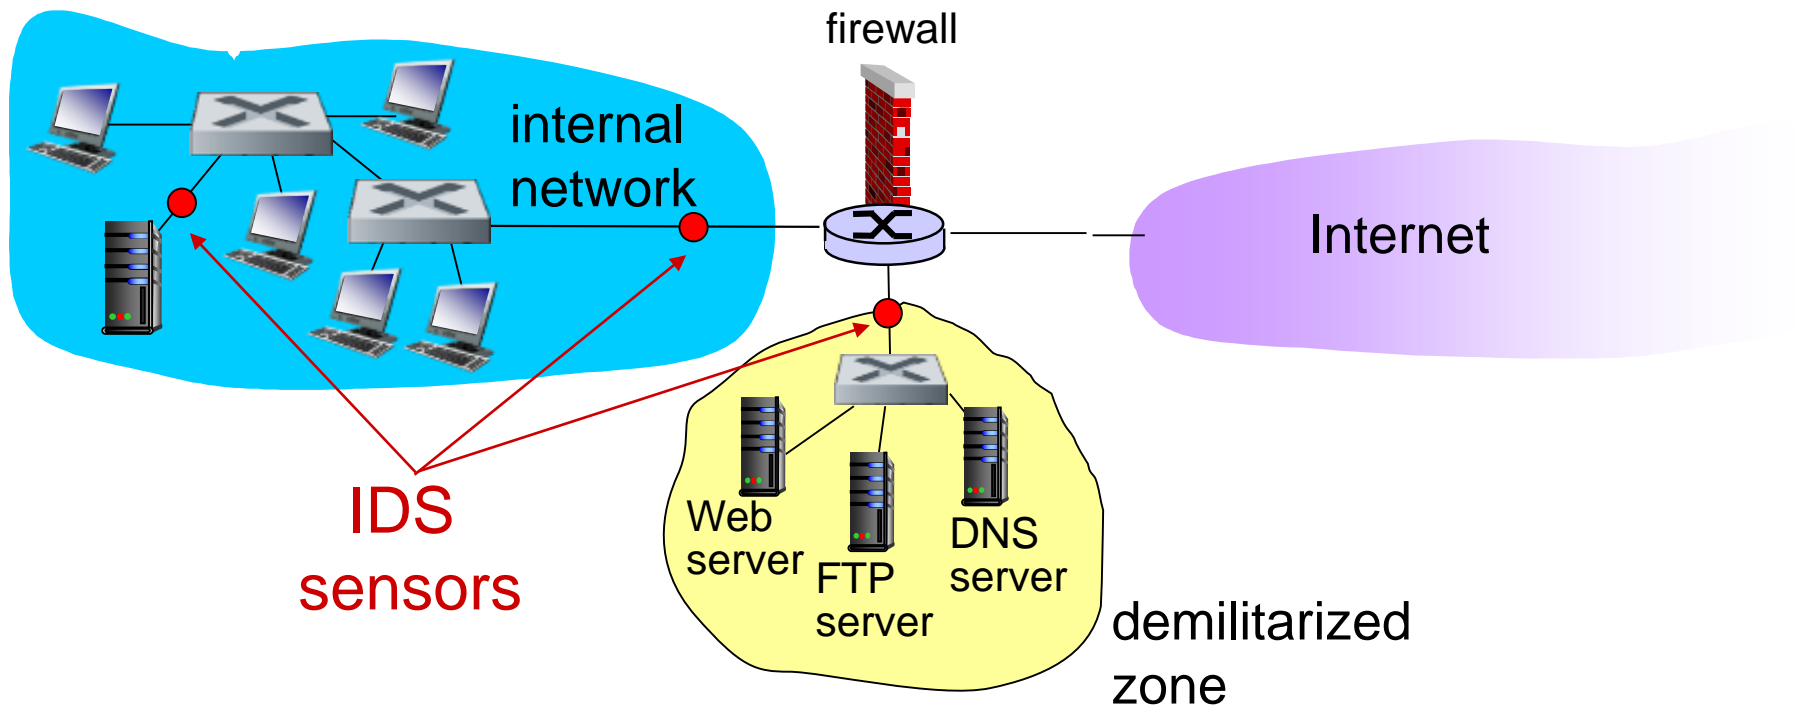 firewall
internal
network
Internet
IDS
sensors
Web
server
FTP
server
DNS
server
demilitarized
zone